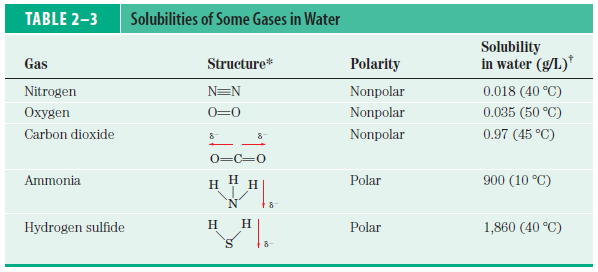 TABLE 2–3 Solubilities of Some Gases in Water
Solubility
Gas Structure* Polarity in water (g/L)†
Nitrogen N≡N Nonpolar 0.018 (40 °C)
Oxygen O=O Nonpolar 0.035 (50 °C)
Carbon dioxide δ− δ− Nonpolar 0.97 (45 °C)
O=C=O
Ammonia H H H Polar 900 (10 °C)
N δ−
Hydrogen sulfide H H Polar 1,860 (40 °C)
S δ−